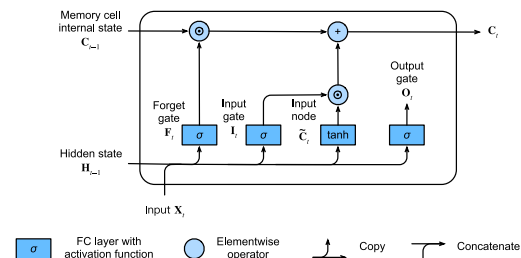 Memory cell
internal state
C_{t-1}
C_t
Output
gate
O_t
Forget
gate
F_t
Input
gate
I_t
Input
node
C̃_t
σ
σ
tanh
σ
Hidden state
H_{t-1}
Input X_t
σ
FC layer with
activation function
Elementwise
operator
Copy
Concatenate